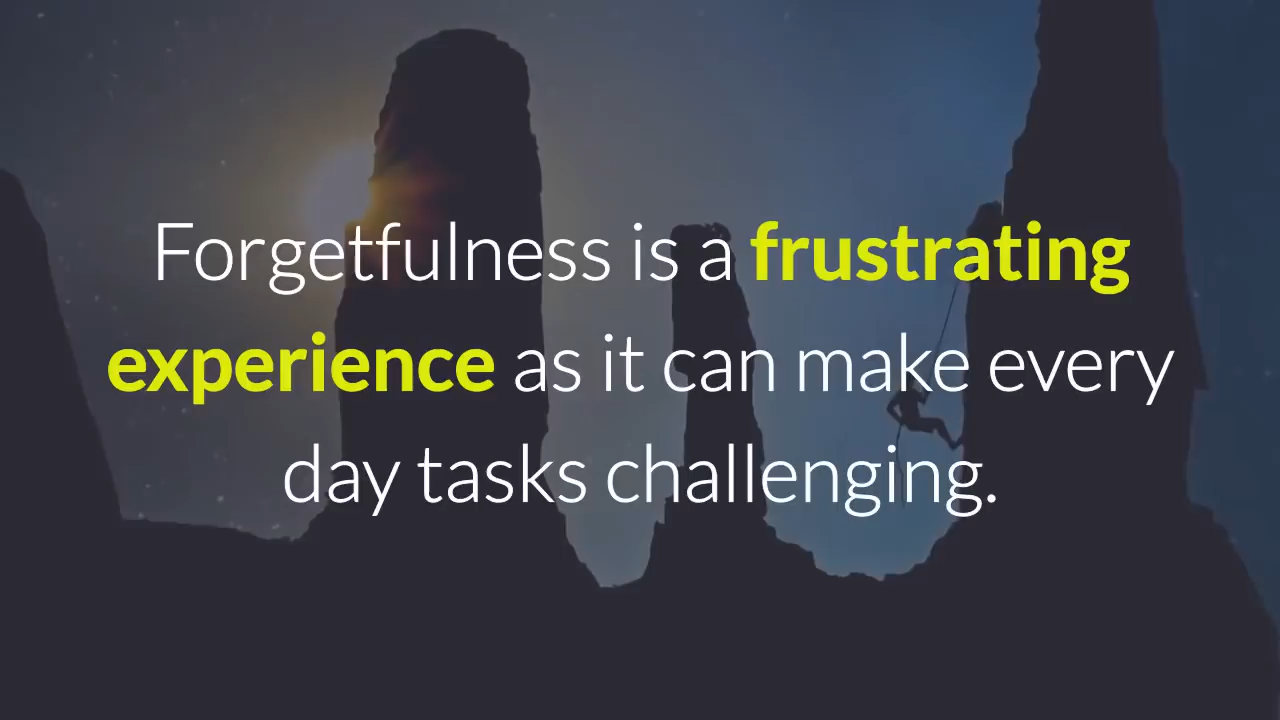 Forgetfulness is a frustrating
experience as it can make every
day tasks challenging.